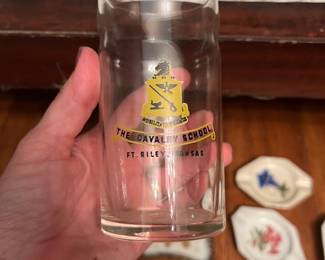 THE CAVALRY SCHOOL
FT. RILEY, KANSAS